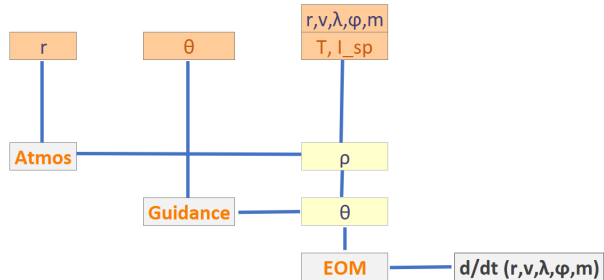 r,v,λ,φ,m
r
θ
T, I_sp
Atmos
ρ
Guidance
θ
EOM
d/dt (r,v,λ,φ,m)